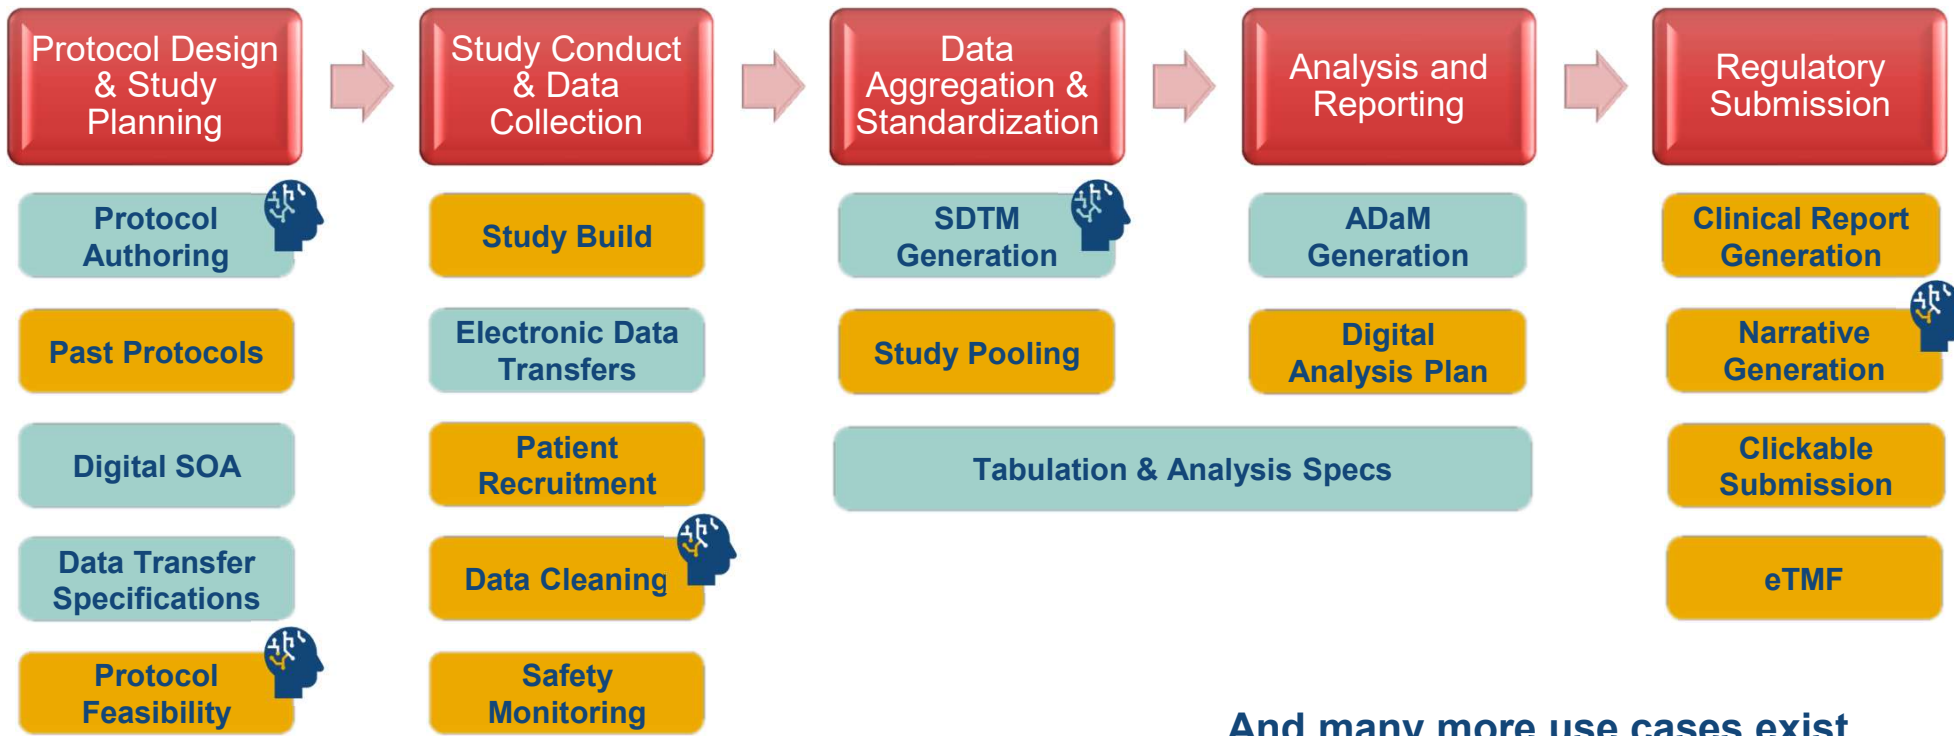 Protocol Design
& Study
Planning
Study Conduct
& Data
Collection
Data
Aggregation &
Standardization
Analysis and
Reporting
Regulatory
Submission
Protocol
Authoring
Past Protocols
Digital SOA
Data Transfer
Specifications
Protocol
Feasibility
Study Build
Electronic Data
Transfers
Patient
Recruitment
Data Cleaning
Safety
Monitoring
SDTM
Generation
Study Pooling
ADaM
Generation
Digital
Analysis Plan
Tabulation & Analysis Specs
Clinical Report
Generation
Narrative
Generation
Clickable
Submission
eTMF
And many more use cases exist